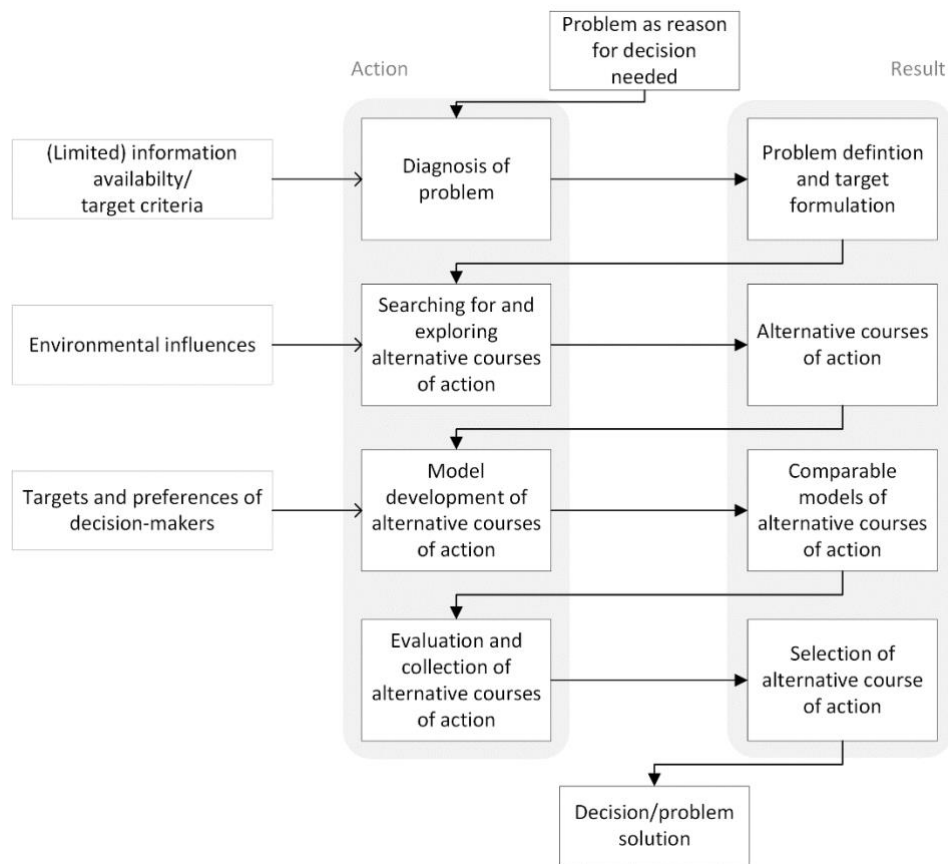 Problem as reason
for decision
needed
Action
Result
(Limited) information
availabilty/
target criteria
Diagnosis of
problem
Problem defintion
and target
formulation
Environmental influences
Searching for and
exploring
alternative courses
of action
Alternative courses
of action
Targets and preferences of
decision-makers
Model
development of
alternative courses
of action
Comparable
models of
alternative courses
of action
Evaluation and
collection of
alternative courses
of action
Selection of
alternative course
of action
Decision/problem
solution